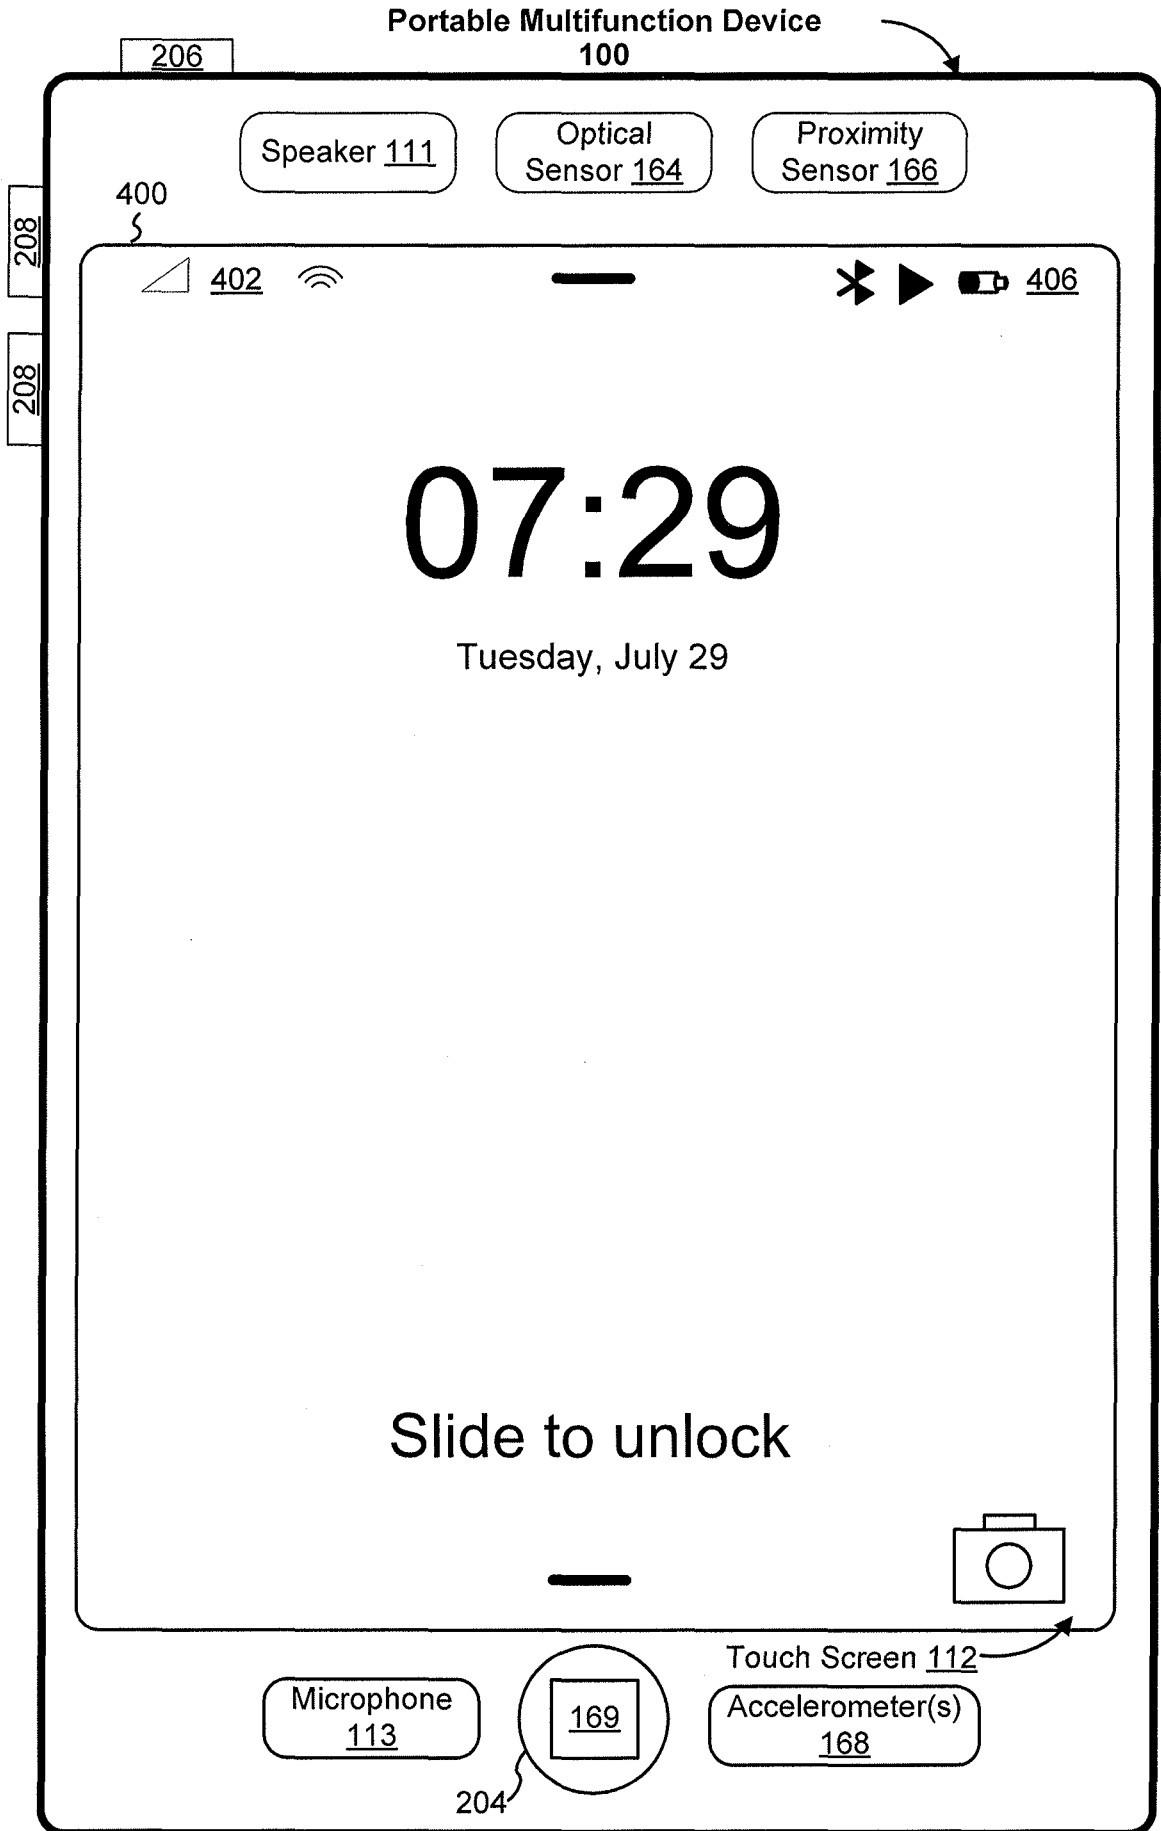 Portable Multifunction Device
100
206
Speaker 111
Optical
Sensor 164
Proximity
Sensor 166
400
208
402
406
208
07:29
Tuesday, July 29
Slide to unlock
Touch Screen 112
Microphone
113
169
Accelerometer(s)
168
204